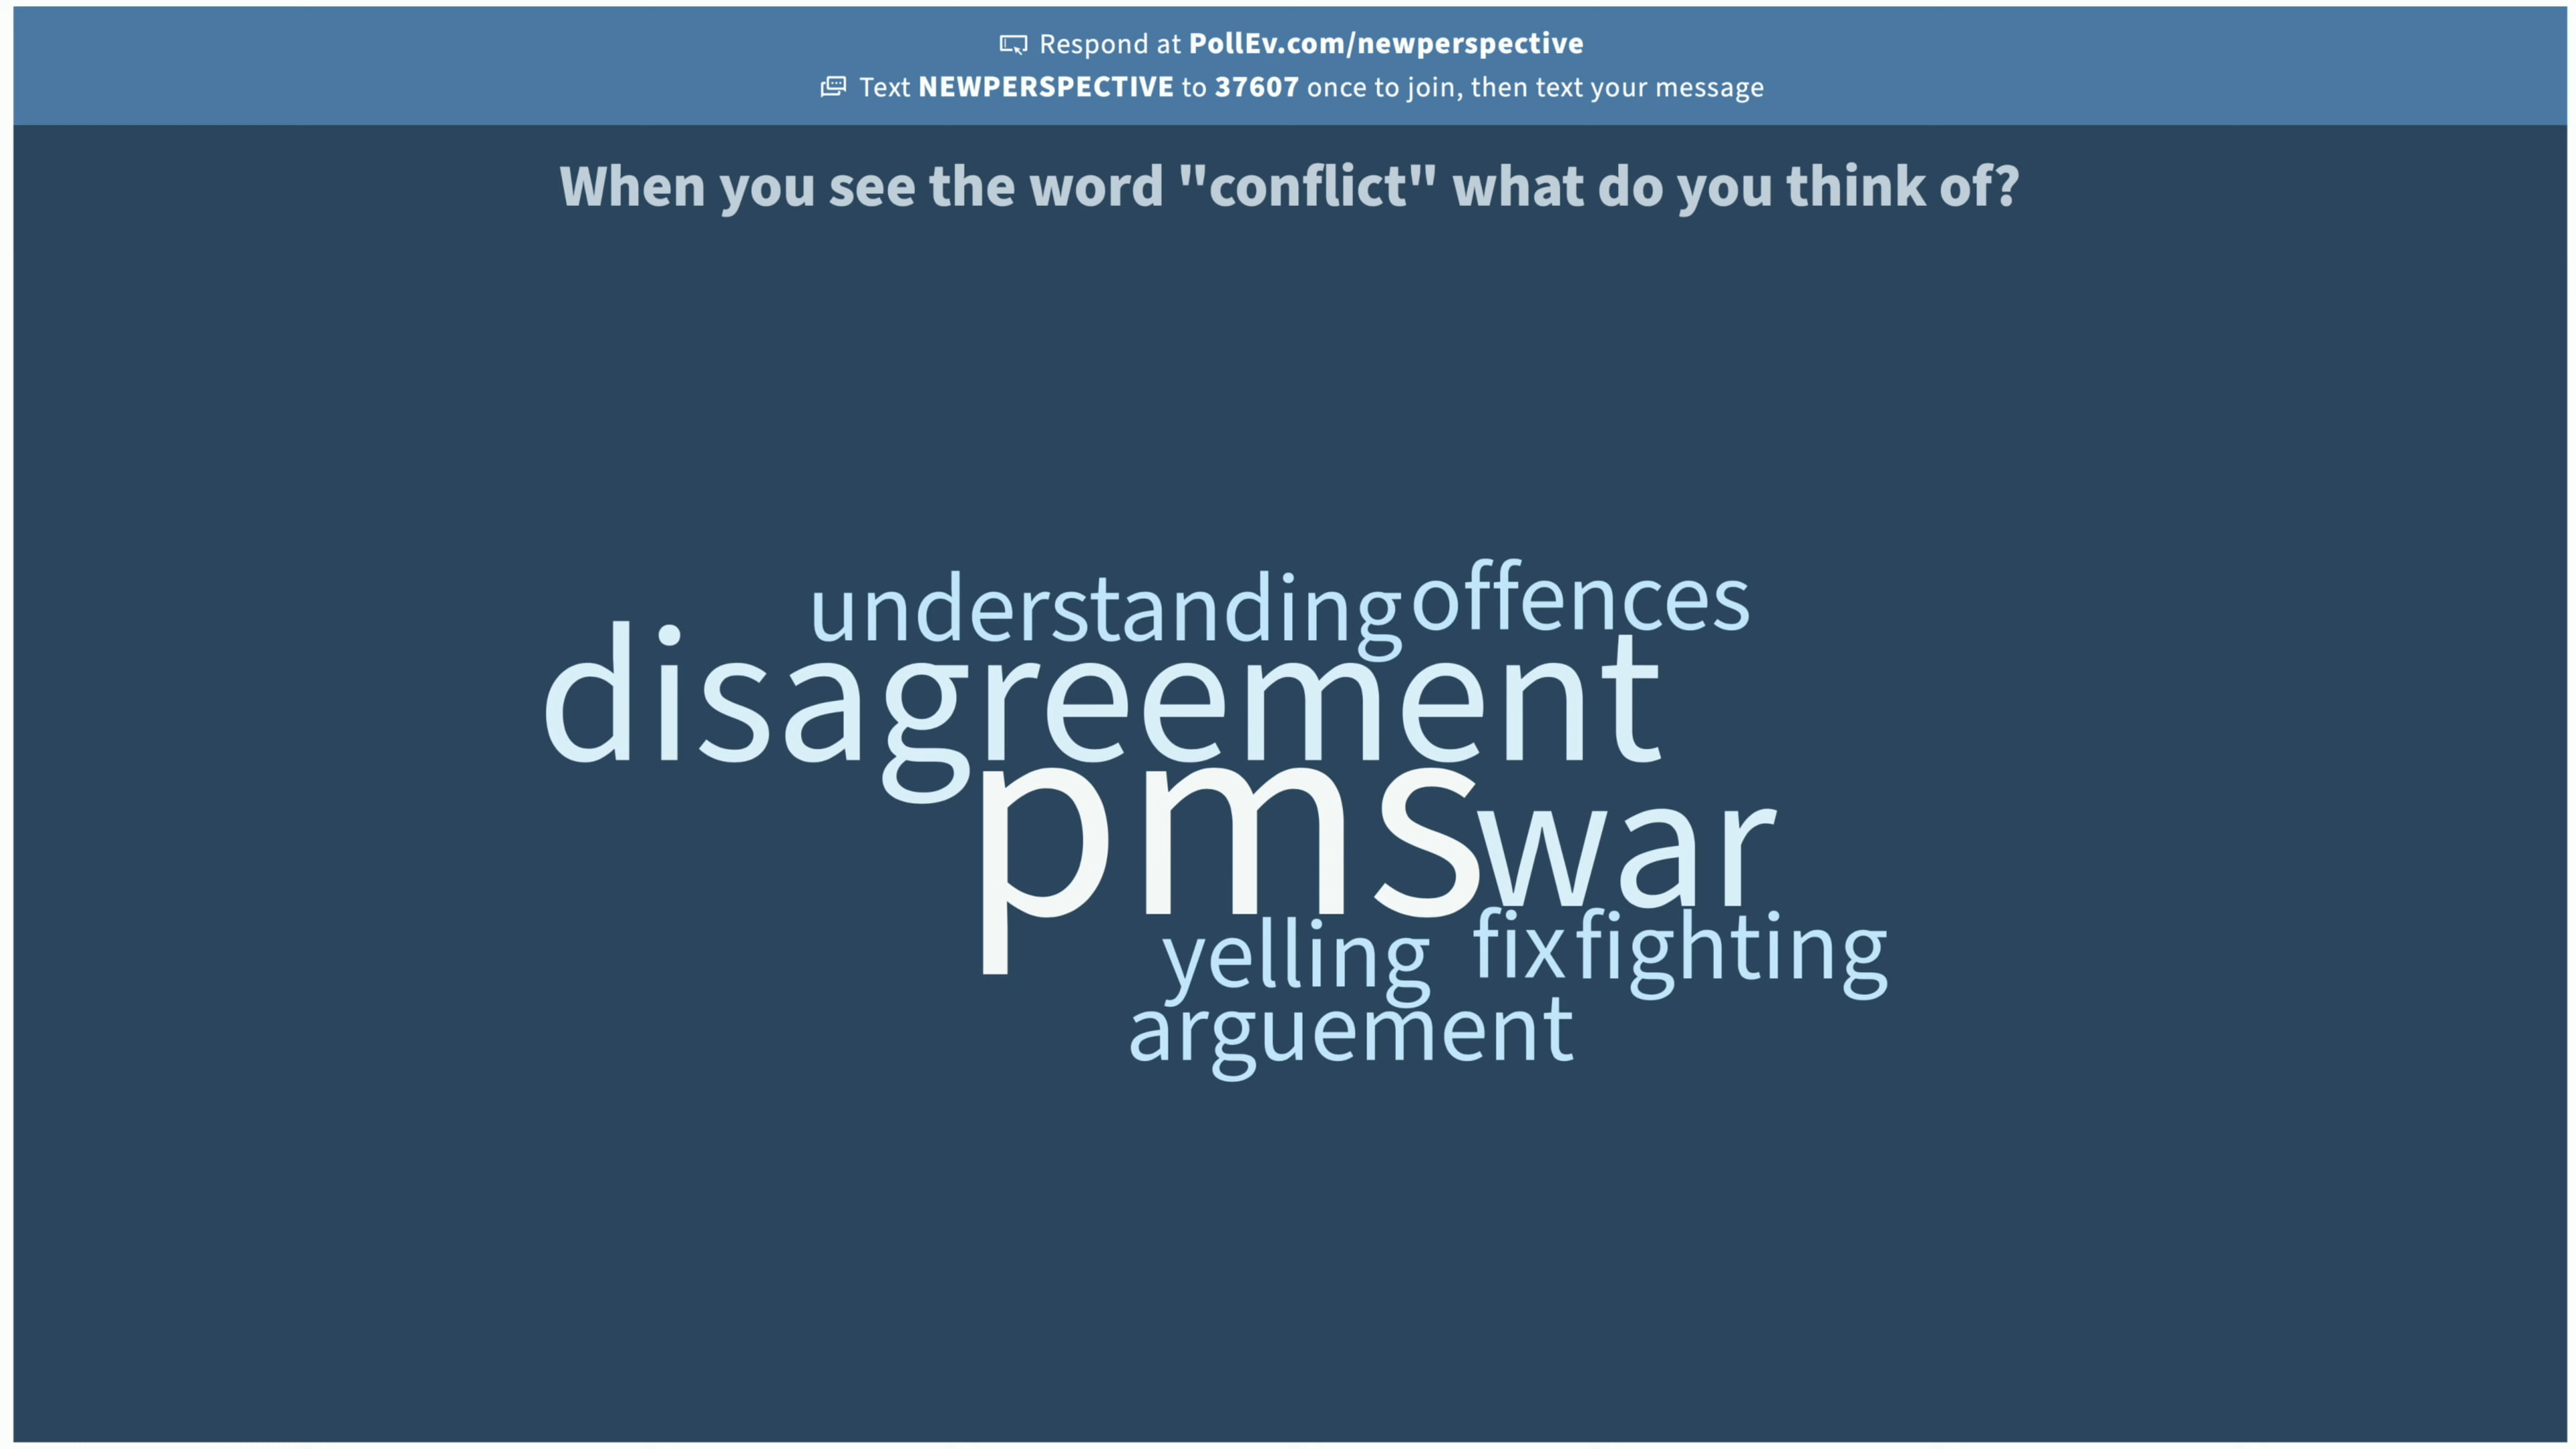 Respond at PollEv.com/newperspective
Text NEWPERSPECTIVE to 37607 once to join, then text your message
When you see the word "conflict" what do you think of?
understanding offences
disagreement
pms war
yelling fix fighting
arguement